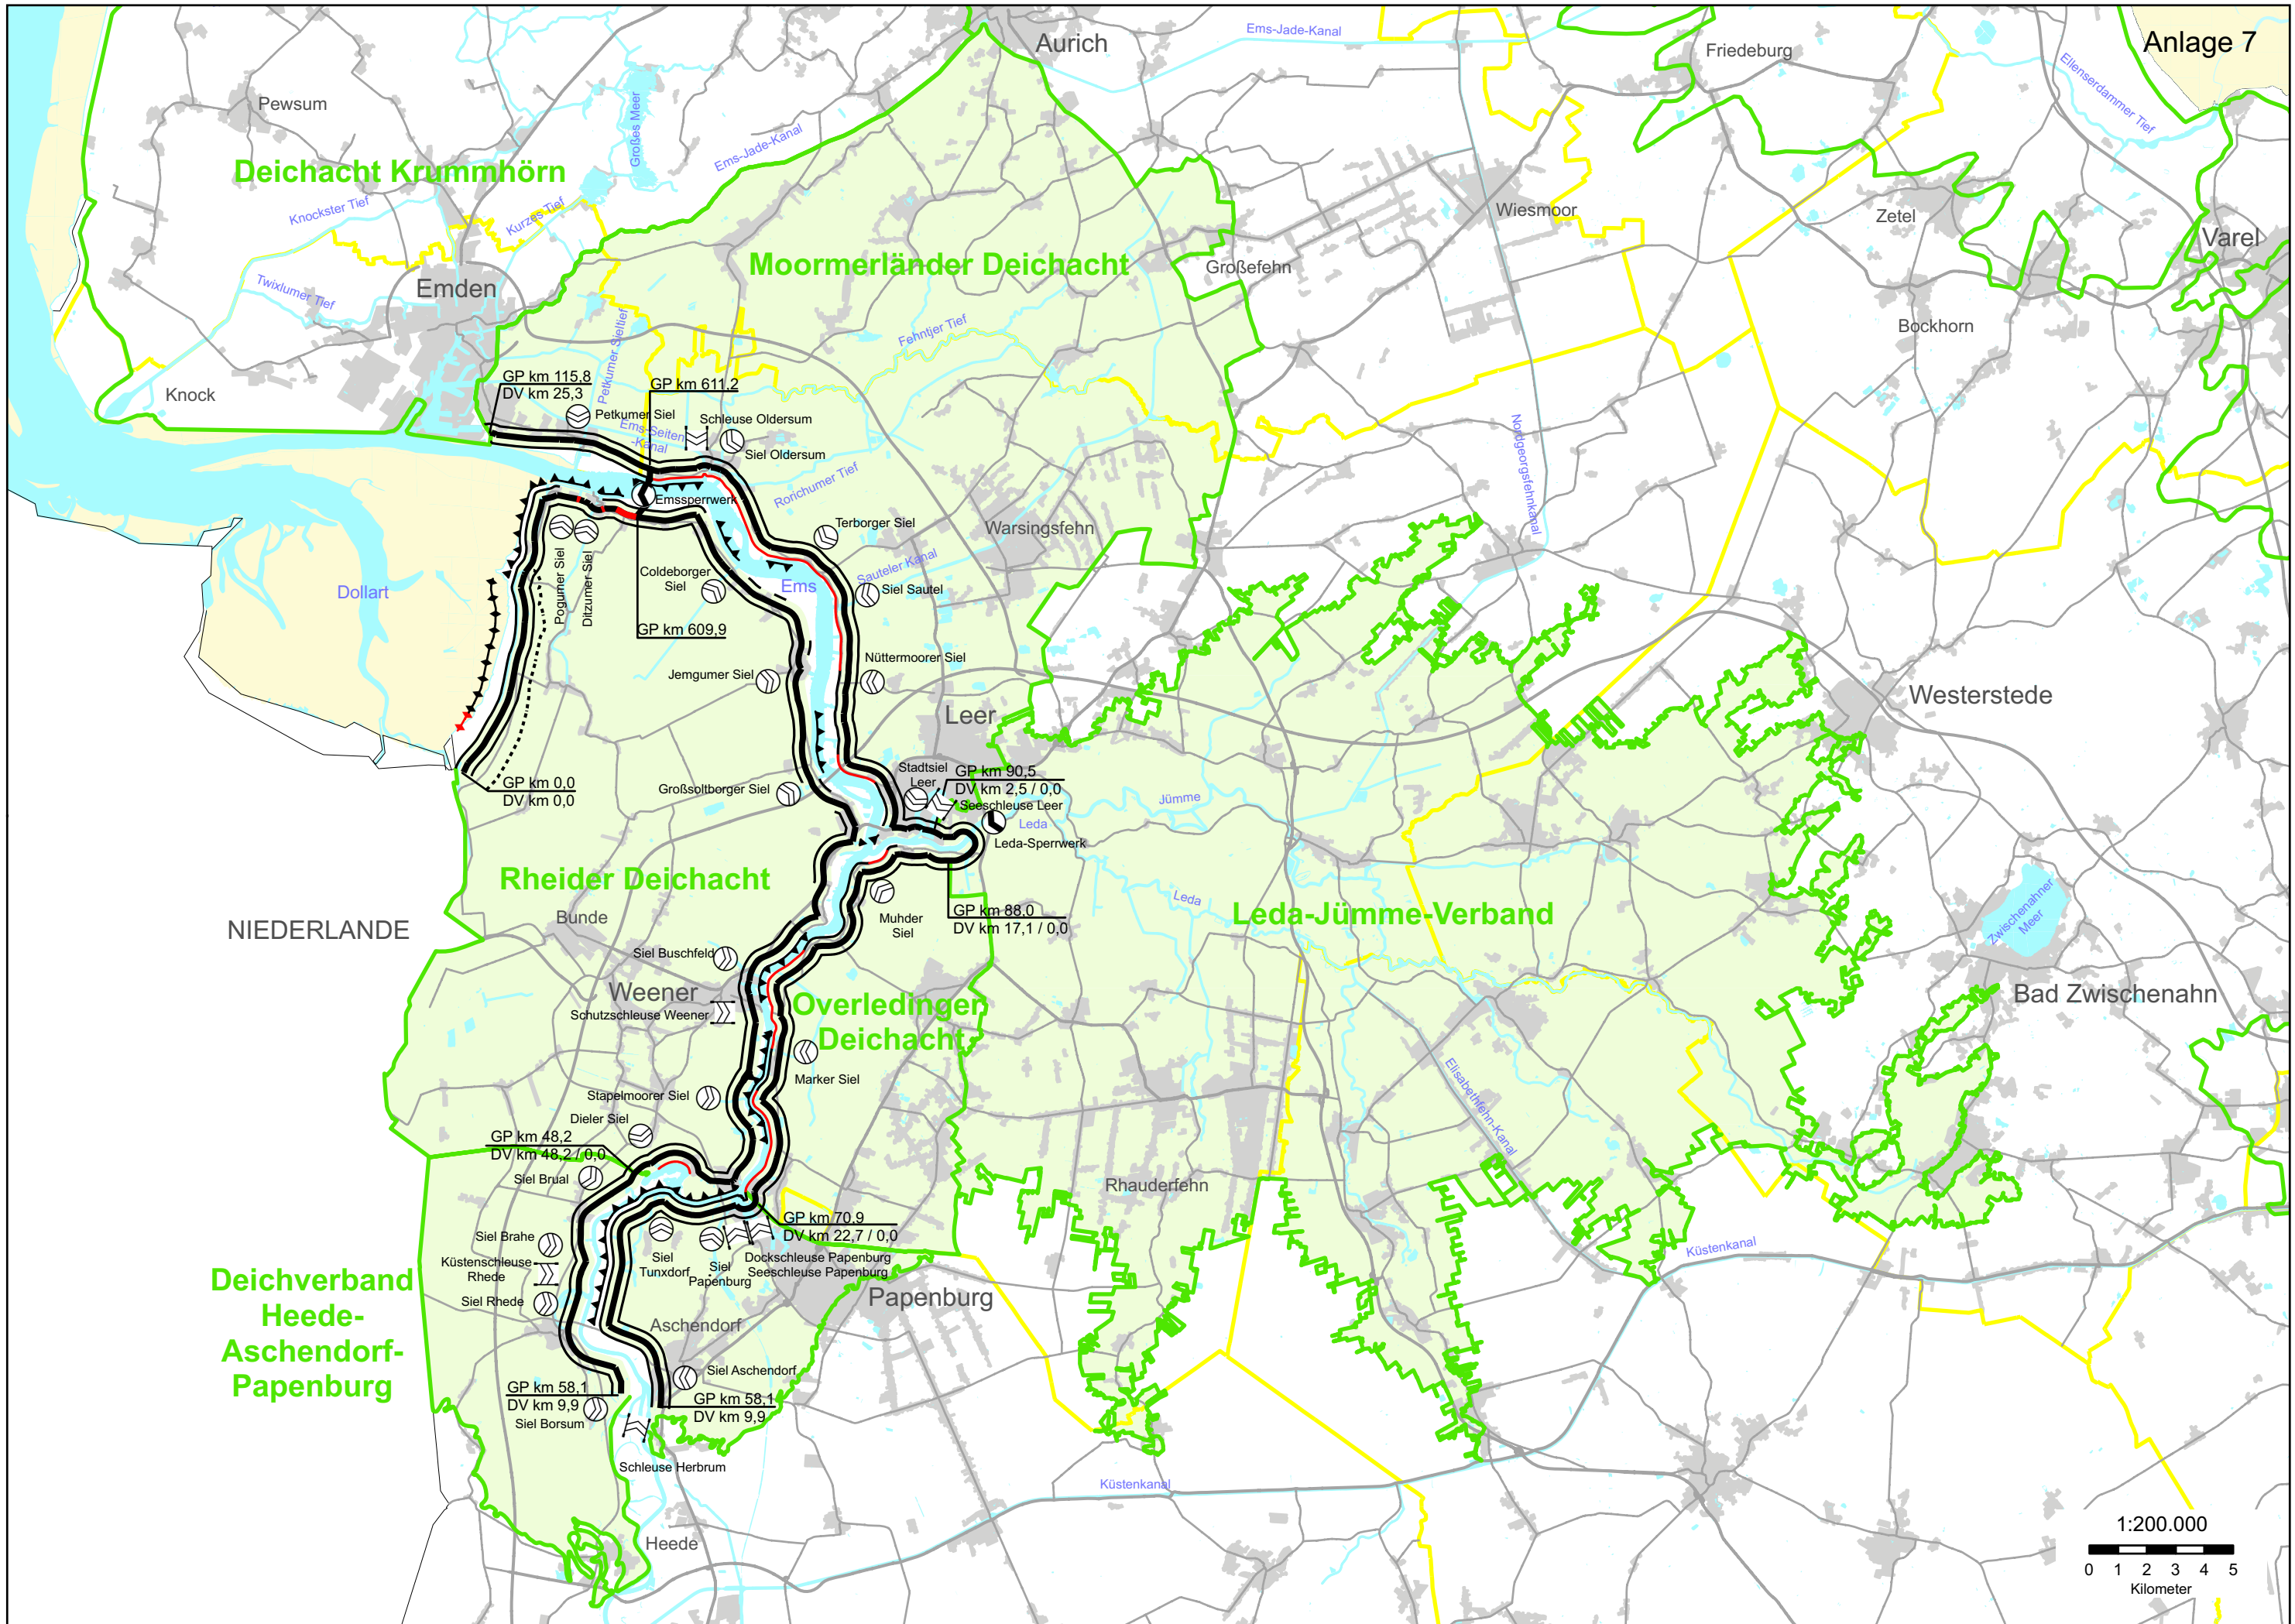 Anlage 7
Aurich
Ems-Jade-Kanal
Friedeburg
Ellenserdammer Tief
Pewsum
Großes Meer
Ems-Jade-Kanal
Deichacht Krummhörn
Knockster Tief
Kurzes Tief
Wiesmoor
Zetel
Varel
Moormerländer Deichacht
Großefehn
Emden
Twixlumer Tief
Petkumer Sieltief
Fehntjer Tief
Bockhorn
Knock
GP km 115,8
DV km 25,3
GP km 611,2
Petkumer Siel
Schleuse Oldersum
Ems-Seiten
-Kanal
Siel Oldersum
Rorichumer Tief
Nordgeorgsfehnkanal
Emssperrwerk
Terborger Siel
Warsingsfehn
Pogumer Siel
Ditzumer Siel
Coldeborger
Siel
Ems
Sauteler Kanal
Siel Sautel
Dollart
GP km 609,9
Jemgumer Siel
Nüttermoorer Siel
Leer
Westerstede
GP km 0,0
DV km 0,0
Großsoltborger Siel
Stadtsiel
Leer
GP km 90,5
DV km 2,5 / 0,0
Seeschleuse Leer
Leda
Jümme
Leda-Sperrwerk
Rheider Deichacht
Bunde
NIEDERLANDE
Muhder
Siel
GP km 88,0
DV km 17,1 / 0,0
Leda
Leda-Jümme-Verband
Zwischenahner
Meer
Siel Buschfeld
Weener
Schutzschleuse Weener
Overledinger
Deichacht
Bad Zwischenahn
Marker Siel
Stapelmoorer Siel
Dieler Siel
Elisabethfehn-Kanal
GP km 48,2
DV km 48,2 / 0,0
Siel Brual
Rhauderfehn
GP km 70,9
DV km 22,7 / 0,0
Siel Brahe
Küstenschleuse
Rhede
Siel Rhede
Siel
Tunxdorf
Siel
Papenburg
Dockschleuse Papenburg
Seeschleuse Papenburg
Küstenkanal
Deichverband
Heede-
Aschendorf-
Papenburg
Papenburg
Aschendorf
Siel Aschendorf
GP km 58,1
DV km 9,9
Siel Borsum
GP km 58,1
DV km 9,9
Schleuse Herbrum
Küstenkanal
Heede
1:200.000
0 1 2 3 4 5
Kilometer